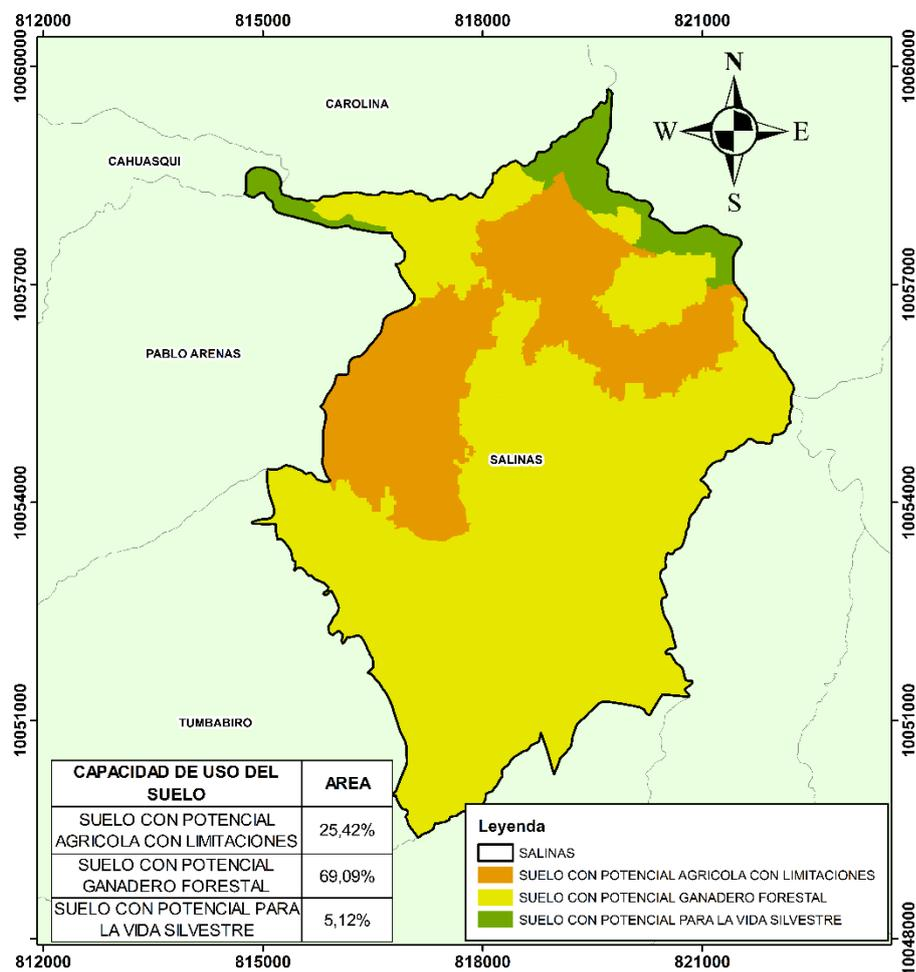 812000
815000
818000
821000
10060000
10060000
N
W
E
S
CAROLINA
CAHUASQUI
10057000
10057000
PABLO ARENAS
SALINAS
10054000
10054000
TUMBABIRO
10051000
10051000
CAPACIDAD DE USO DEL
SUELO
AREA
SUELO CON POTENCIAL
AGRICOLA CON LIMITACIONES
25,42%
SUELO CON POTENCIAL
GANADERO FORESTAL
69,09%
SUELO CON POTENCIAL PARA
LA VIDA SILVESTRE
5,12%
Leyenda
SALINAS
SUELO CON POTENCIAL AGRICOLA CON LIMITACIONES
SUELO CON POTENCIAL GANADERO FORESTAL
SUELO CON POTENCIAL PARA LA VIDA SILVESTRE
10048000
812000
815000
818000
821000